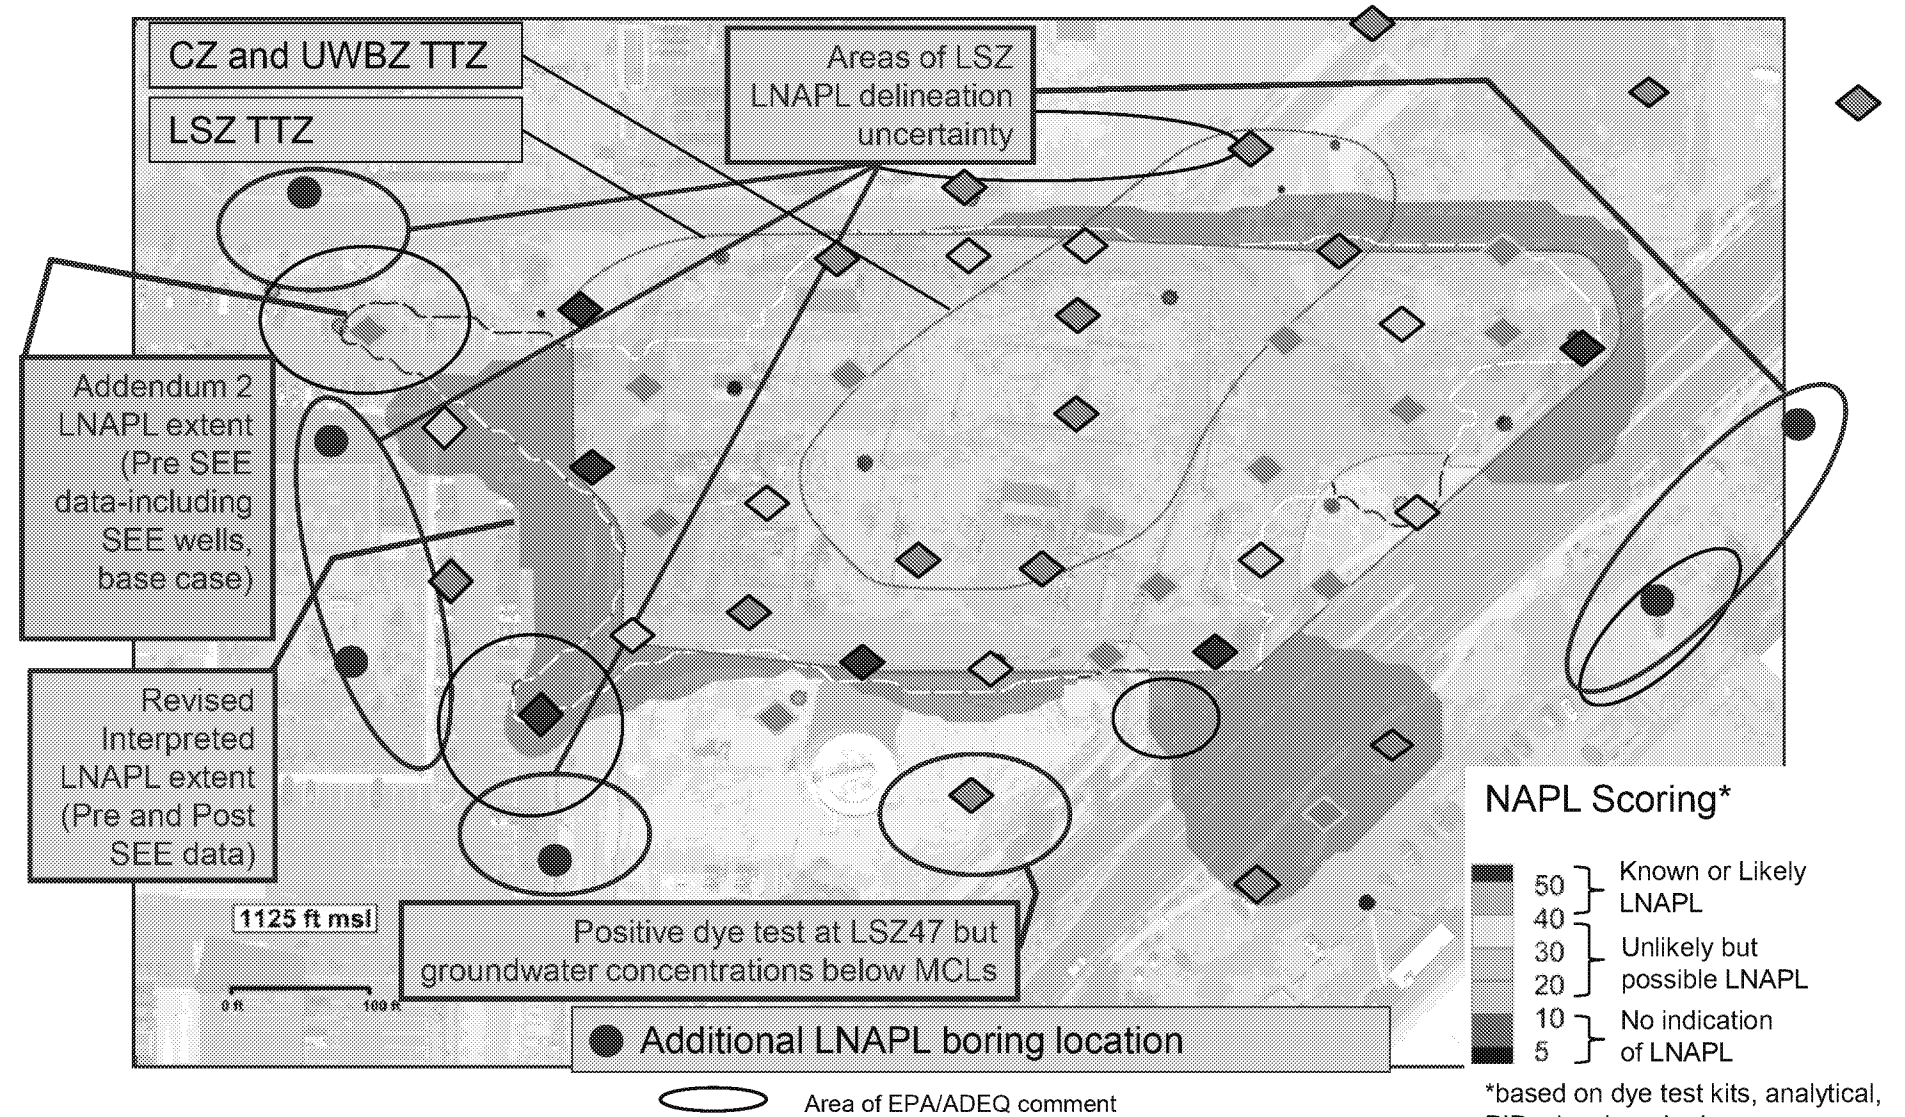 CZ and UWBZ TTZ
LSZ TTZ
Areas of LSZ
LNAPL delineation
uncertainty
Addendum 2
LNAPL extent
(Pre SEE
data-including
SEE wells,
base case)
Revised
Interpreted
LNAPL extent
(Pre and Post
SEE data)
1125 ft msl
0 ft
100 ft
Positive dye test at LSZ47 but
groundwater concentrations below MCLs
Additional LNAPL boring location
Area of EPA/ADEQ comment
NAPL Scoring*
50
40
30
20
10
5
Known or Likely
LNAPL
Unlikely but
possible LNAPL
No indication
of LNAPL
*based on dye test kits, analytical,